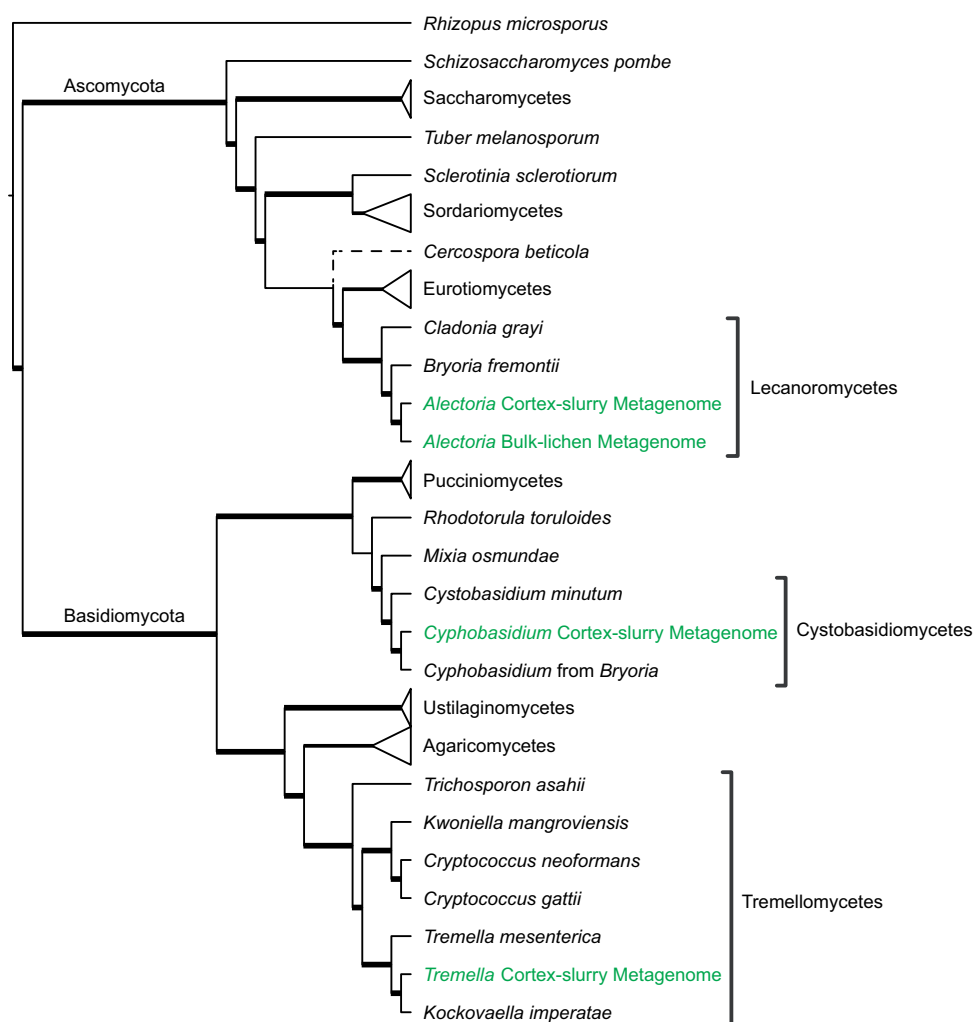 Rhizopus microsporus
Schizosaccharomyces pombe
Ascomycota
Saccharomycetes
Tuber melanosporum
Sclerotinia sclerotiorum
Sordariomycetes
Cercospora beticola
Eurotiomycetes
Cladonia grayi
Bryoria fremontii
Lecanoromycetes
Alectoria Cortex-slurry Metagenome
Alectoria Bulk-lichen Metagenome
Pucciniomycetes
Rhodotorula toruloides
Mixia osmundae
Cystobasidium minutum
Basidiomycota
Cyphobasidium Cortex-slurry Metagenome
Cystobasidiomycetes
Cyphobasidium from Bryoria
Ustilaginomycetes
Agaricomycetes
Trichosporon asahii
Kwoniella mangroviensis
Cryptococcus neoformans
Cryptococcus gattii
Tremellomycetes
Tremella mesenterica
Tremella Cortex-slurry Metagenome
Kockovaella imperatae